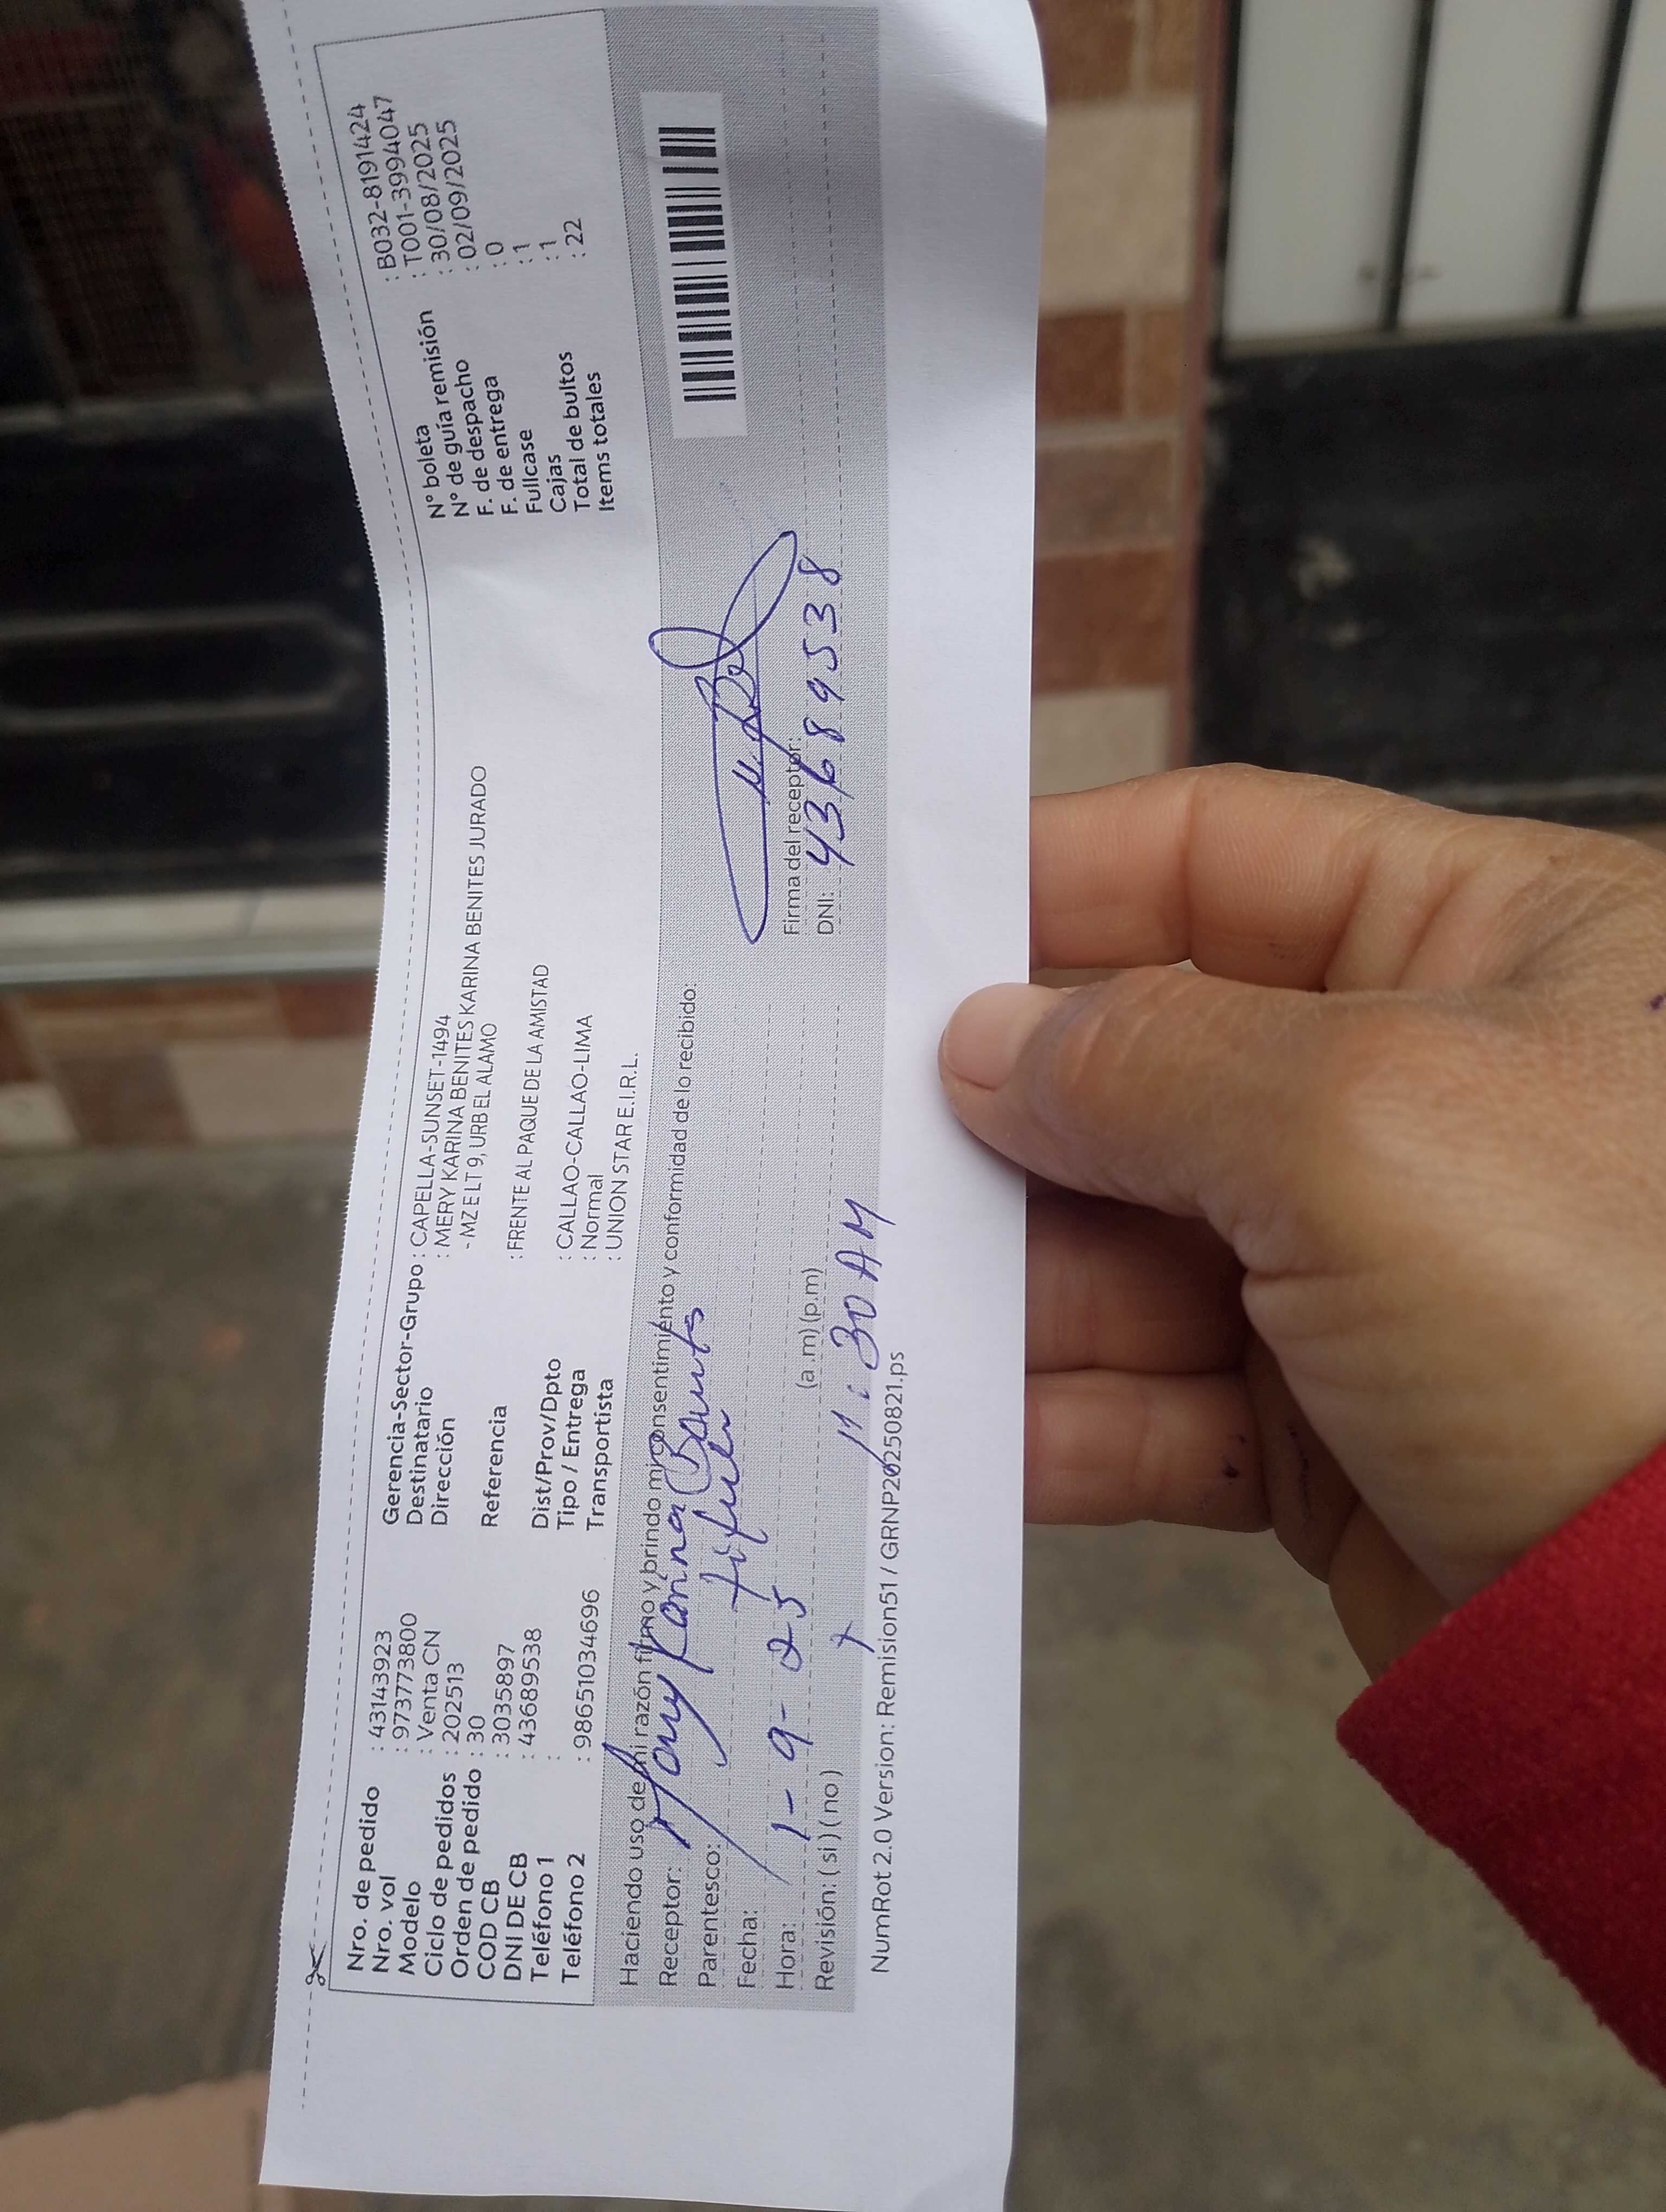 Nro. de pedido : 43143923
Nro. vol : 973773800
Modelo : Venta CN
Ciclo de pedidos : 202513
Orden de pedido : 30
COD CB : 3035897
DNI DE CB : 43689538
Teléfono 1 :
Teléfono 2 : 986510346​96
Gerencia-Sector-Grupo : CAPELLA-SUNSET-1494
Destinatario : MERY KARINA BENITES KARINA BENITES JURADO
Dirección - MZ E LT 9, URB EL ALAMO
Referencia : FRENTE AL PAQUE DE LA AMISTAD
Dist/Prov/Dpto : CALLAO-CALLAO-LIMA
Tipo / Entrega : Normal
Transportista : UNION STAR E.I.R.L.
N° boleta : B032-8191424
N° de guía remisión : T001-3994047
F. de despacho : 30/08/2025
F. de entrega : 02/09/2025
Fullcase : 0
Cajas : 1
Total de bultos : 1
Items totales : 22
Haciendo uso de mi razón firmo y brindo mi consentimiento y conformidad de lo recibido:
Receptor: Mery Karina Benites
Parentesco:
Fecha: 1-9-25
Hora: (a.m) (p.m) 11:30 AM
Revisión: ( si ) ( no )
Firma del receptor:
DNI: 43689538
NumRot 2.0 Version: Remision51 / GRNP20250821.ps